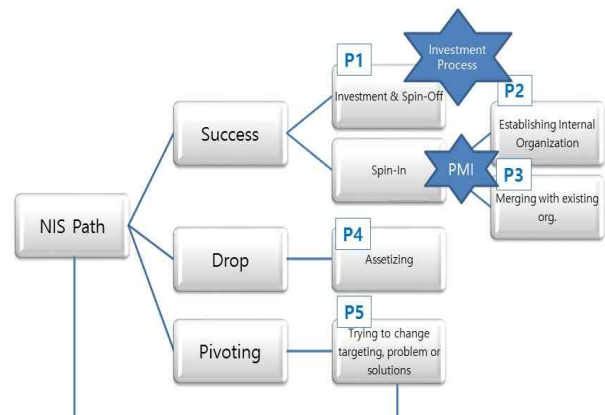 Investment
Process
P1
Investment & Spin-Off
P2
Establishing Internal
Organization
Success
Spin-In
PMI
P3
Merging with existing
org.
NIS Path
P4
Drop
Assetizing
P5
Pivoting
Trying to change
targeting, problem or
solutions